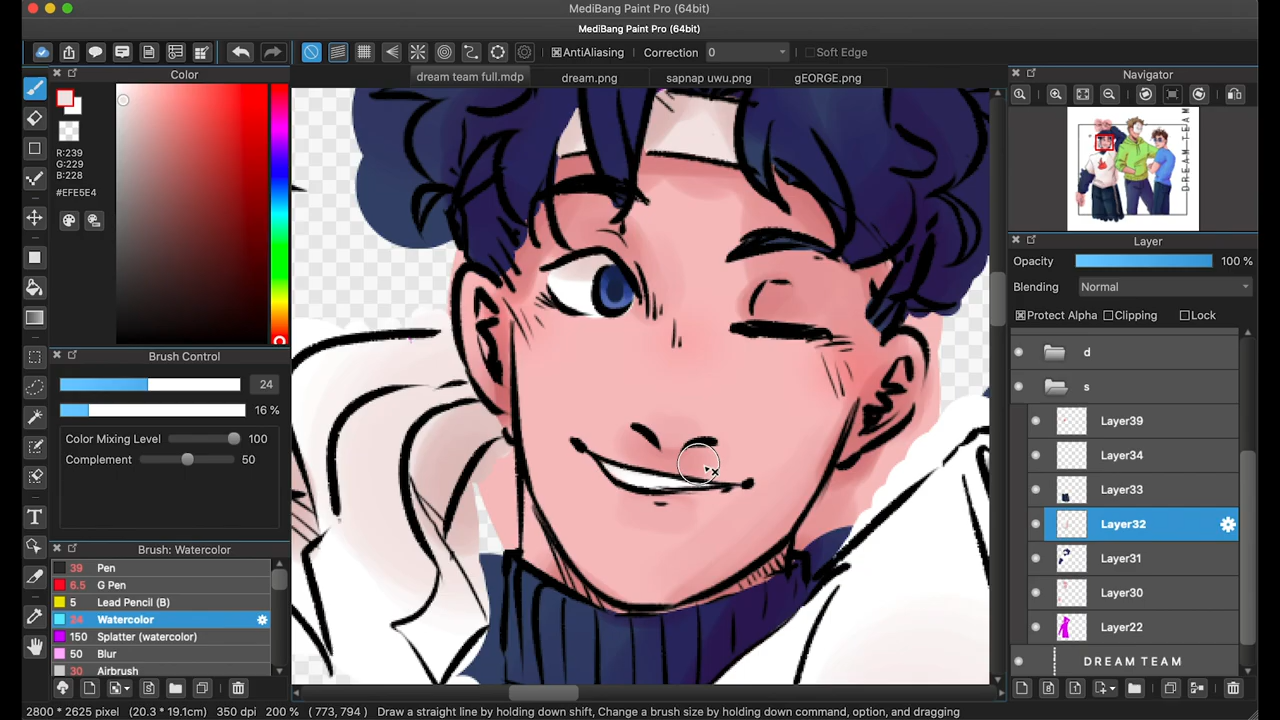 MediBang Paint Pro (64bit)
MediBang Paint Pro (64bit)
AntiAliasing Correction 0 Soft Edge
Color
dream team full.mdp dream.png sapnap uwu.png gEORGE.png
Navigator
R:239
G:229
B:228
#EFE5E4
DREAM TEAM
Layer
Opacity 100 %
Blending Normal
Protect Alpha Clipping Lock
d
s
Layer39
Layer34
Layer33
Layer32
Layer31
Layer30
Layer22
DREAM TEAM
Brush Control
24
16 %
Color Mixing Level 100
Complement 50
Brush: Watercolor
39 Pen
6.5 G Pen
5 Lead Pencil (B)
24 Watercolor
150 Splatter (watercolor)
50 Blur
30 Airbrush
2800 * 2625 pixel (20.3 * 19.1cm) 350 dpi 200 % ( 773, 794 ) Draw a straight line by holding down shift, Change a brush size by holding down command, option, and dragging